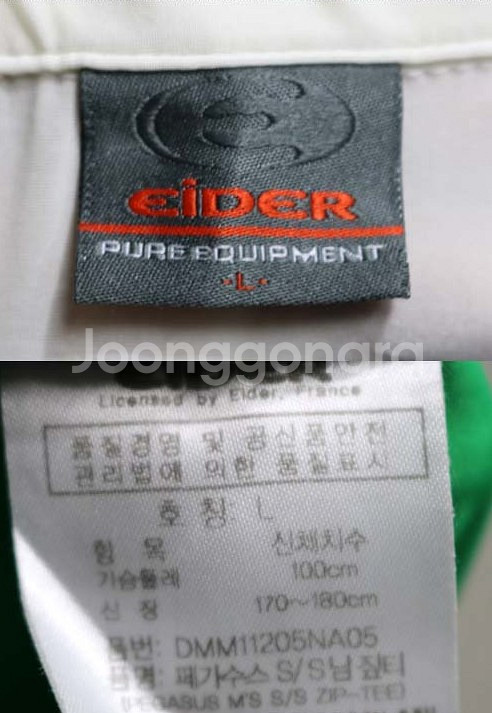 EiDER
PURE EQUIPMENT
·L·
Joonggonara
Licensed by Eider, France
품질경영 및 공산품안전
관리법에 의한 품질표시
호 칭 L
항 목 신체치수
가슴둘레 100cm
신 장 170~180cm
품번: DMM11205NA05
품명: 페가수스 S/S 남 짚티
(PEGASUS M'S S/S ZIP-TEE)